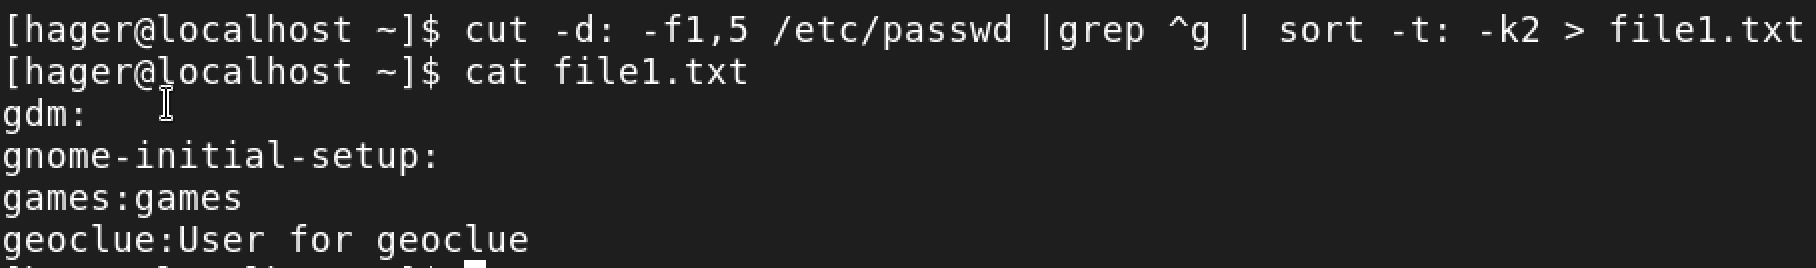 [hager@localhost ~]$ cut -d: -f1,5 /etc/passwd |grep ^g | sort -t: -k2 > file1.txt
[hager@localhost ~]$ cat file1.txt
gdm:
gnome-initial-setup:
games:games
geoclue:User for geoclue